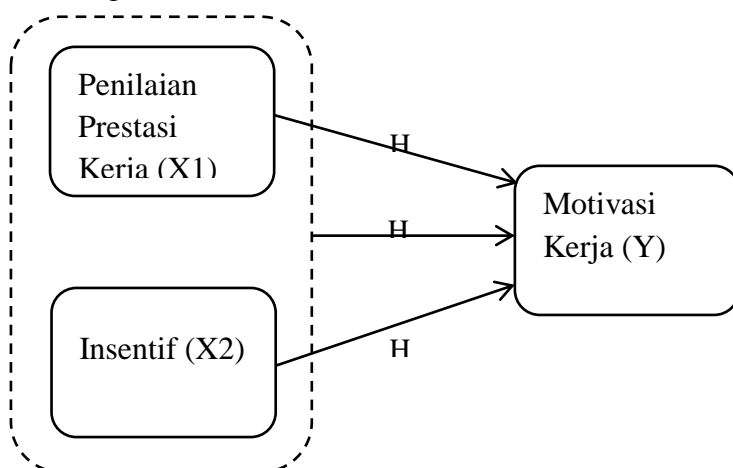 Penilaian
Prestasi
Kerja (X1)
H
H
Motivasi
Kerja (Y)
Insentif (X2)
H